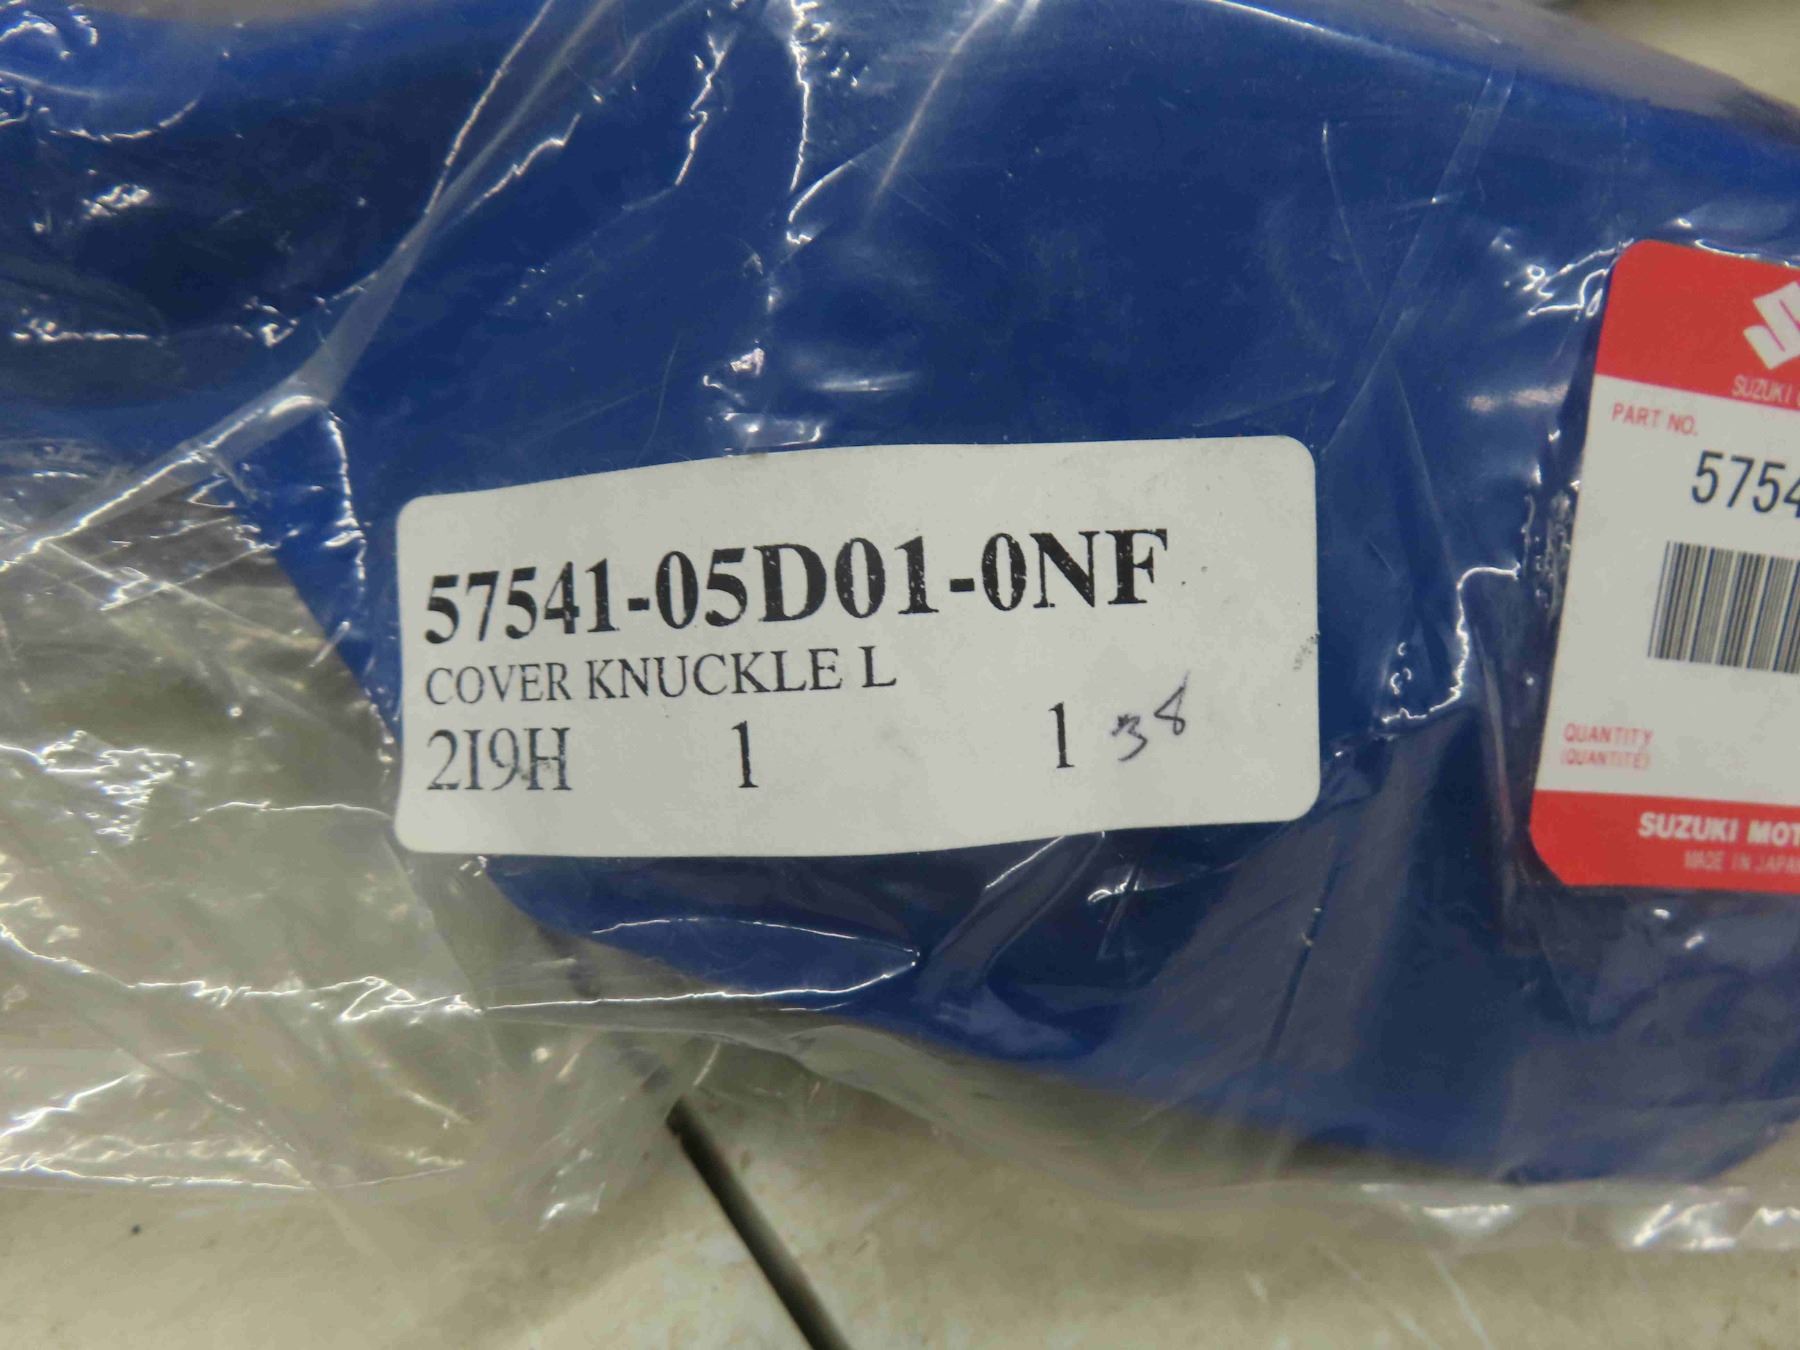 57541-05D01-0NF
COVER KNUCKLE L
2I9H 1 1 38
SUZUKI
PART NO.
5754
QUANTITY
(QUANTITE)
SUZUKI MOT
MADE IN JAPAN